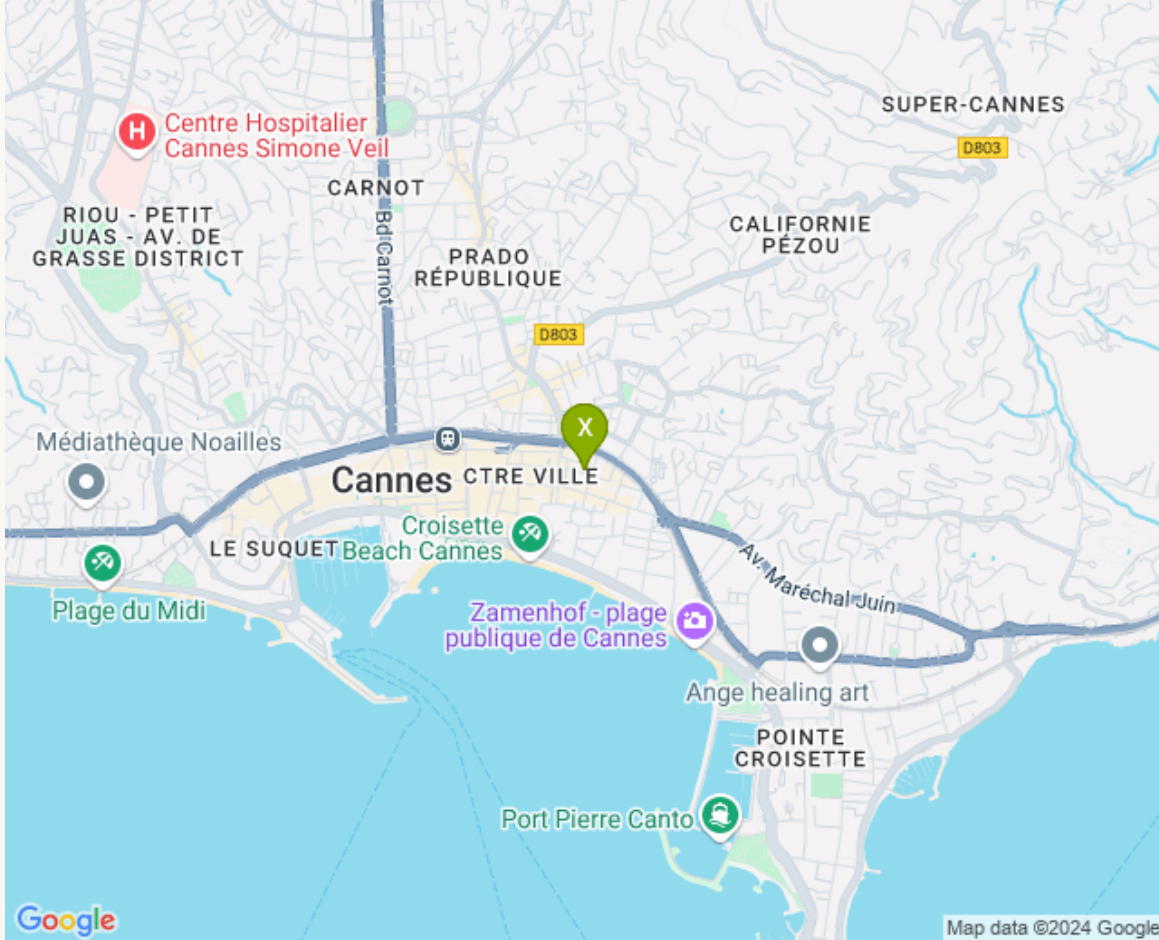 SUPER-CANNES
D803
H
Centre Hospitalier
Cannes Simone Veil
CARNOT
RIOU - PETIT
JUAS - AV. DE
GRASSE DISTRICT
Bd Carnot
CALIFORNIE
PÉZOU
PRADO
RÉPUBLIQUE
D803
X
Médiathèque Noailles
Cannes
CTRE VILLE
Croisette
Beach Cannes
LE SUQUET
Av. Maréchal Juin
Plage du Midi
Zamenhof - plage
publique de Cannes
Ange healing art
POINTE
CROISETTE
Port Pierre Canto
Google
Map data ©2024 Google